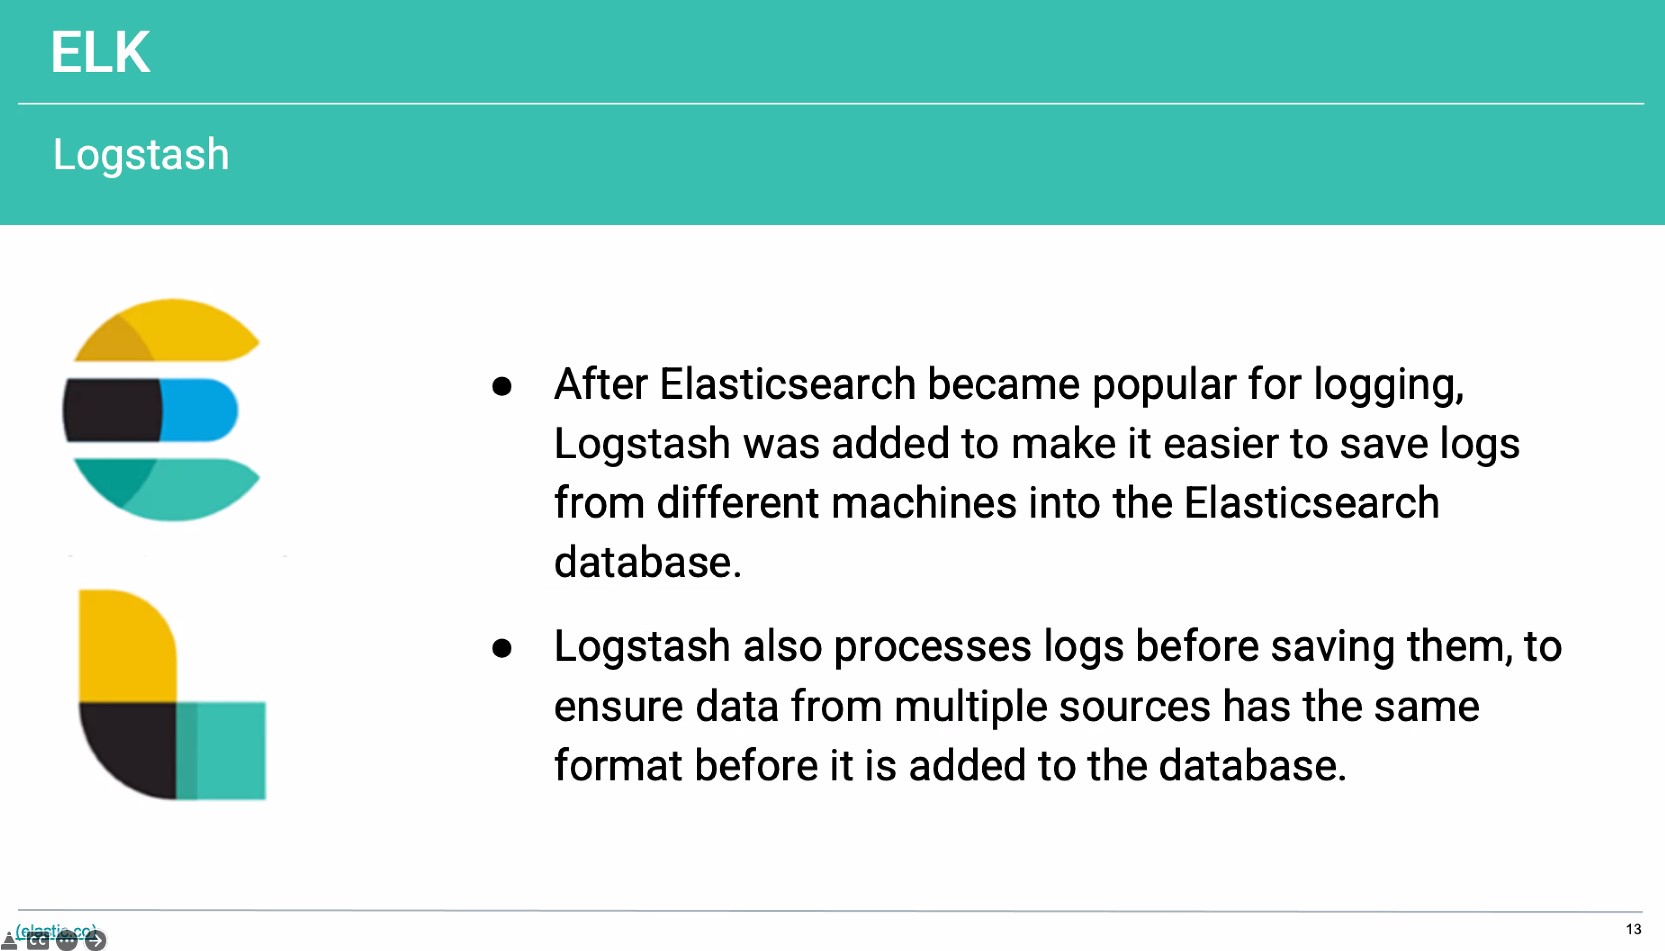 ELK
Logstash
● After Elasticsearch became popular for logging,
Logstash was added to make it easier to save logs
from different machines into the Elasticsearch
database.
● Logstash also processes logs before saving them, to
ensure data from multiple sources has the same
format before it is added to the database.
(elastic.co)
CC
13